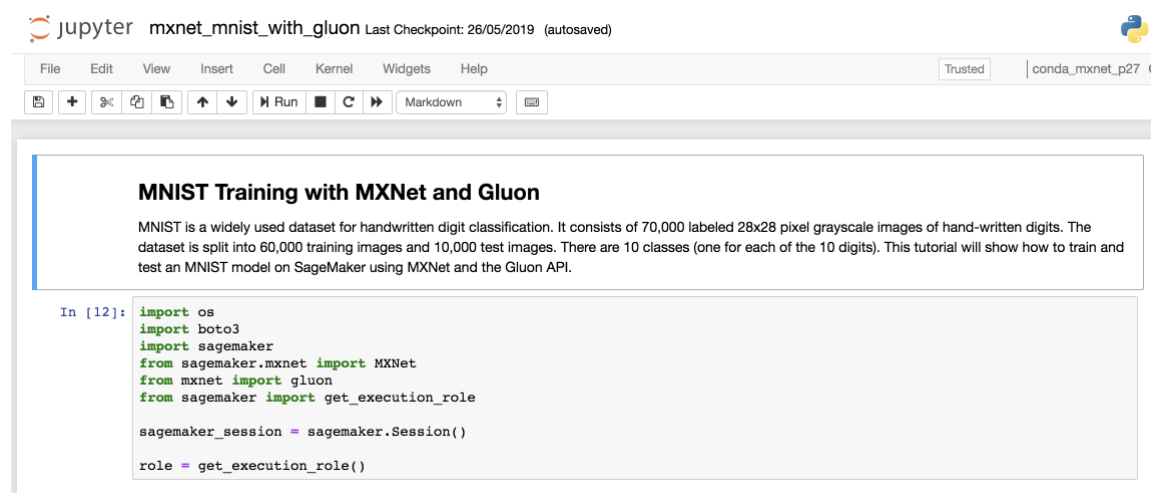 jupyter mxnet_mnist_with_gluon Last Checkpoint: 26/05/2019 (autosaved)
File Edit View Insert Cell Kernel Widgets Help Trusted conda_mxnet_p27
Run Markdown
MNIST Training with MXNet and Gluon
MNIST is a widely used dataset for handwritten digit classification. It consists of 70,000 labeled 28x28 pixel grayscale images of hand-written digits. The
dataset is split into 60,000 training images and 10,000 test images. There are 10 classes (one for each of the 10 digits). This tutorial will show how to train and
test an MNIST model on SageMaker using MXNet and the Gluon API.
In [12]: import os
import boto3
import sagemaker
from sagemaker.mxnet import MXNet
from mxnet import gluon
from sagemaker import get_execution_role
sagemaker_session = sagemaker.Session()
role = get_execution_role()